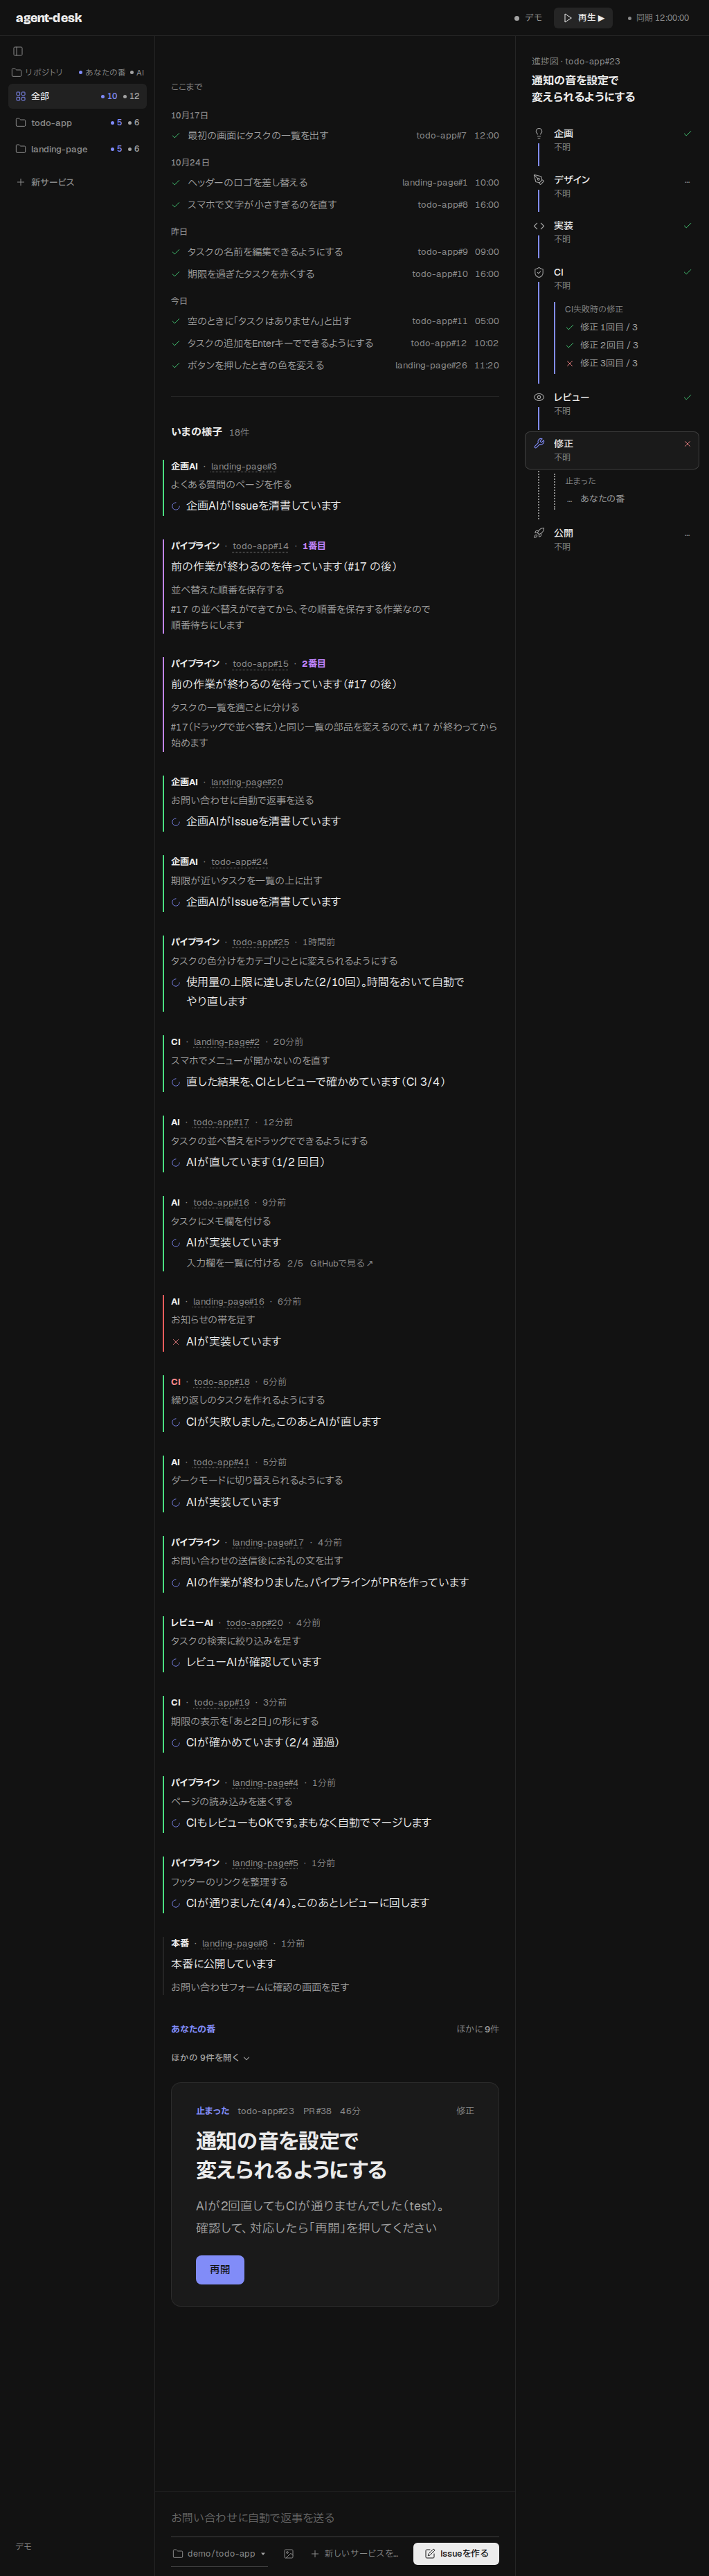 agent-desk
デモ
再生 ▶
同期 12:00:00
リポジトリ
あなたの番
AI
全部
10
12
todo-app
5
6
landing-page
5
6
新サービス
デモ
ここまで
10月17日
最初の画面にタスクの一覧を出す todo-app#7 12:00
10月24日
ヘッダーのロゴを差し替える landing-page#1 10:00
スマホで文字が小さすぎるのを直す todo-app#8 16:00
昨日
タスクの名前を編集できるようにする todo-app#9 09:00
期限を過ぎたタスクを赤くする todo-app#10 16:00
今日
空のときに「タスクはありません」と出す todo-app#11 05:00
タスクの追加をEnterキーでできるようにする todo-app#12 10:02
ボタンを押したときの色を変える landing-page#26 11:20
いまの様子 18件
企画AI · landing-page#3
よくある質問のページを作る
企画AIがIssueを清書しています
パイプライン · todo-app#14 · 1番目
前の作業が終わるのを待っています（#17 の後）
並べ替えた順番を保存する
#17 の並べ替えができてから、その順番を保存する作業なので
順番待ちにします
パイプライン · todo-app#15 · 2番目
前の作業が終わるのを待っています（#17 の後）
タスクの一覧を週ごとに分ける
#17（ドラッグで並べ替え）と同じ一覧の部品を変えるので、#17 が終わってから
始めます
企画AI · landing-page#20
お問い合わせに自動で返事を送る
企画AIがIssueを清書しています
企画AI · todo-app#24
期限が近いタスクを一覧の上に出す
企画AIがIssueを清書しています
パイプライン · todo-app#25 · 1時間前
タスクの色分けをカテゴリごとに変えられるようにする
使用量の上限に達しました（2/10回）。時間をおいて自動で
やり直します
CI · landing-page#2 · 20分前
スマホでメニューが開かないのを直す
直した結果を、CIとレビューで確かめています（CI 3/4）
AI · todo-app#17 · 12分前
タスクの並べ替えをドラッグでできるようにする
AIが直しています（1/2 回目）
AI · todo-app#16 · 9分前
タスクにメモ欄を付ける
AIが実装しています
入力欄を一覧に付ける 2/5 GitHubで見る ↗
AI · landing-page#16 · 6分前
お知らせの帯を足す
AIが実装しています
CI · todo-app#18 · 6分前
繰り返しのタスクを作れるようにする
CIが失敗しました。このあとAIが直します
AI · todo-app#41 · 5分前
ダークモードに切り替えられるようにする
AIが実装しています
パイプライン · landing-page#17 · 4分前
お問い合わせの送信後にお礼の文を出す
AIの作業が終わりました。パイプラインがPRを作っています
レビューAI · todo-app#20 · 4分前
タスクの検索に絞り込みを足す
レビューAIが確認しています
CI · todo-app#19 · 3分前
期限の表示を「あと2日」の形にする
CIが確かめています（2/4 通過）
パイプライン · landing-page#4 · 1分前
ページの読み込みを速くする
CIもレビューもOKです。まもなく自動でマージします
パイプライン · landing-page#5 · 1分前
フッターのリンクを整理する
CIが通りました（4/4）。このあとレビューに回します
本番 · landing-page#8 · 1分前
本番に公開しています
お問い合わせフォームに確認の画面を足す
あなたの番 ほかに 9件
ほかの 9件を開く
止まった todo-app#23 PR #38 46分 修正
通知の音を設定で
変えられるようにする
AIが2回直してもCIが通りませんでした（test）。
確認して、対応したら「再開」を押してください
再開
お問い合わせに自動で返事を送る
demo/todo-app
新しいサービスを…
Issueを作る
進捗図 · todo-app#23
通知の音を設定で
変えられるようにする
企画
不明
デザイン
不明
実装
不明
CI
不明
CI失敗時の修正
修正 1回目 / 3
修正 2回目 / 3
修正 3回目 / 3
レビュー
不明
修正
不明
止まった
あなたの番
公開
不明